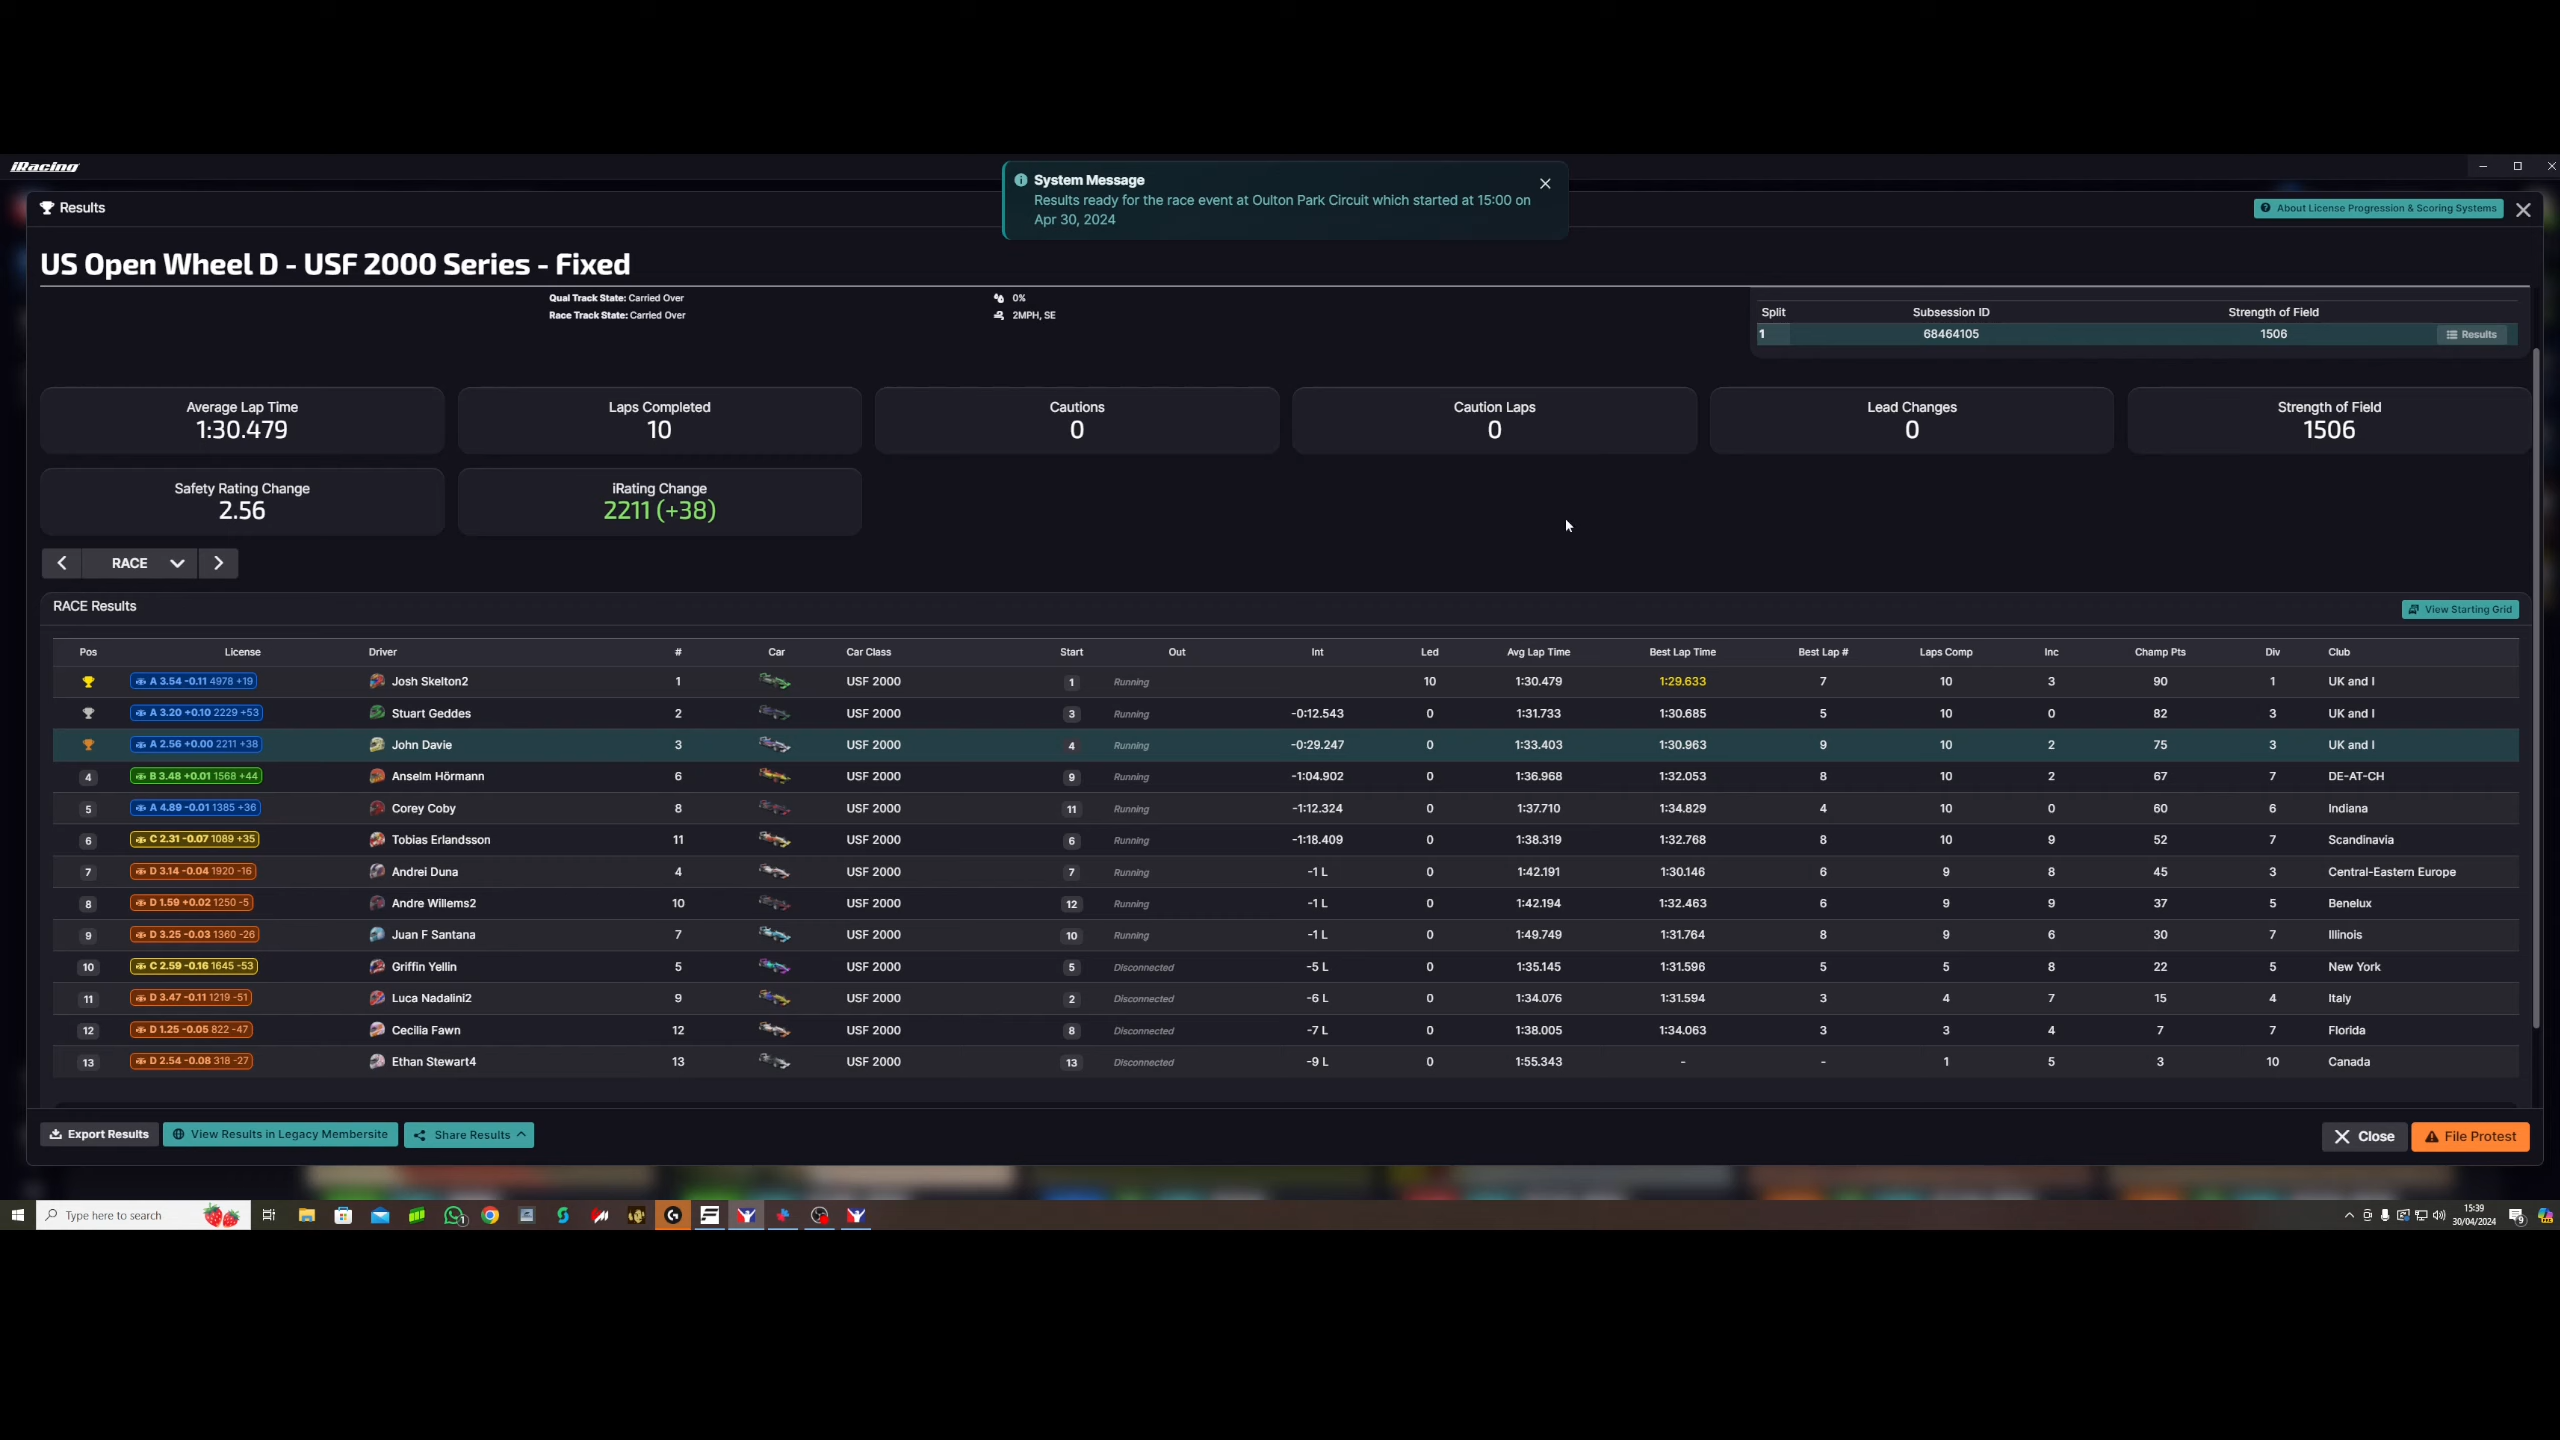 iRacing
System Message
Results ready for the race event at Oulton Park Circuit which started at 15:00 on
Apr 30, 2024
Results
About License Progression & Scoring Systems
US Open Wheel D - USF 2000 Series - Fixed
Qual Track State: Carried Over
0%
Race Track State: Carried Over
2MPH, SE
Split Subsession ID Strength of Field
1 68464105 1506 Results
Average Lap Time Laps Completed Cautions Caution Laps Lead Changes Strength of Field
1:30.479 10 0 0 0 1506
Safety Rating Change iRating Change
2.56 2211 (+38)
RACE
RACE Results
View Starting Grid
Pos License Driver # Car Car Class Start Out Int Led Avg Lap Time Best Lap Time Best Lap # Laps Comp Inc Champ Pts Div Club
A 3.54 -0.11 4978 +19 Josh Skelton2 1 USF 2000 1 Running 10 1:30.479 1:29.633 7 10 3 90 1 UK and I
A 3.20 +0.10 2229 +53 Stuart Geddes 2 USF 2000 3 Running -0:12.543 0 1:31.733 1:30.685 5 10 0 82 3 UK and I
A 2.56 +0.00 2211 +38 John Davie 3 USF 2000 4 Running -0:29.247 0 1:33.403 1:30.963 9 10 2 75 3 UK and I
4 B 3.48 +0.01 1568 +44 Anselm Hörmann 6 USF 2000 9 Running -1:04.902 0 1:36.968 1:32.053 8 10 2 67 7 DE-AT-CH
5 A 4.89 -0.01 1385 +36 Corey Coby 8 USF 2000 11 Running -1:12.324 0 1:37.710 1:34.829 4 10 0 60 6 Indiana
6 C 2.31 -0.07 1089 +35 Tobias Erlandsson 11 USF 2000 6 Running -1:18.409 0 1:38.319 1:32.768 8 10 9 52 7 Scandinavia
7 D 3.14 -0.04 1920 -16 Andrei Duna 4 USF 2000 7 Running -1 L 0 1:42.191 1:30.146 6 9 8 45 3 Central-Eastern Europe
8 D 1.59 +0.02 1250 -5 Andre Willems2 10 USF 2000 12 Running -1 L 0 1:42.194 1:32.463 6 9 9 37 5 Benelux
9 D 3.25 -0.03 1360 -26 Juan F Santana 7 USF 2000 10 Running -1 L 0 1:49.749 1:31.764 8 9 6 30 7 Illinois
10 C 2.59 -0.16 1645 -53 Griffin Yellin 5 USF 2000 5 Disconnected -5 L 0 1:35.145 1:31.596 5 5 8 22 5 New York
11 D 3.47 -0.11 1219 -51 Luca Nadalini2 9 USF 2000 2 Disconnected -6 L 0 1:34.076 1:31.594 3 4 7 15 4 Italy
12 D 1.25 -0.05 822 -47 Cecilia Fawn 12 USF 2000 8 Disconnected -7 L 0 1:38.005 1:34.063 3 3 4 7 7 Florida
13 D 2.54 -0.08 318 -27 Ethan Stewart4 13 USF 2000 13 Disconnected -9 L 0 1:55.343 - - 1 5 3 10 Canada
Export Results View Results in Legacy Membersite Share Results Close File Protest
Type here to search
15:39
30/04/2024